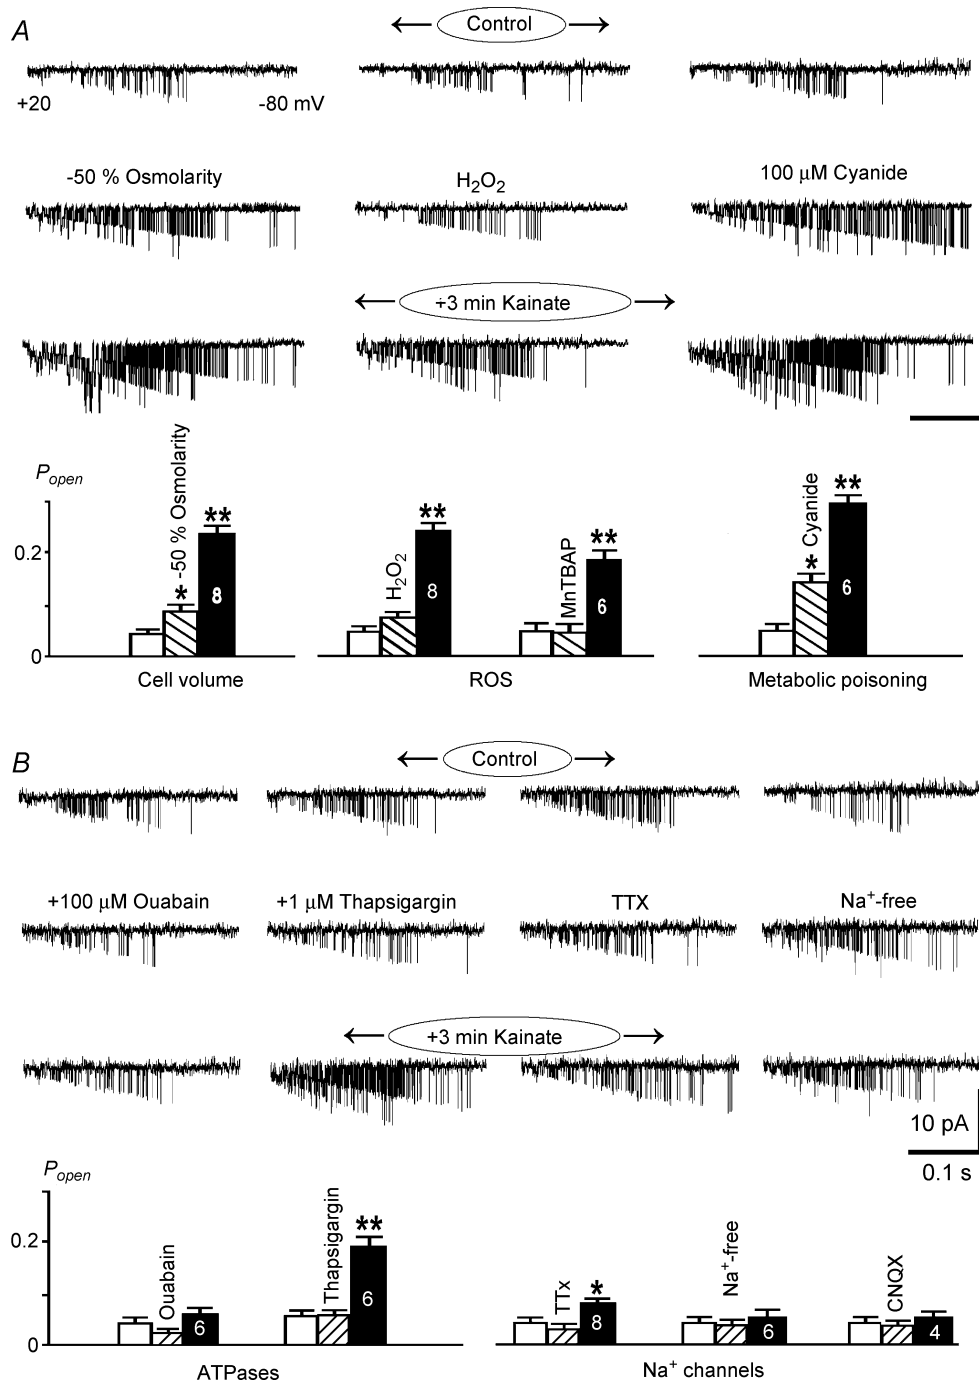 A
Control
+20
-80 mV
-50 % Osmolarity
H2O2
100 µM Cyanide
+3 min Kainate
Popen
0.2
0
-50 % Osmolarity
*
**
8
H2O2
**
8
MnTBAP
**
6
Cyanide
*
**
6
Cell volume
ROS
Metabolic poisoning
B
Control
+100 µM Ouabain
+1 µM Thapsigargin
TTX
Na+-free
+3 min Kainate
10 pA
0.1 s
Popen
0.2
0
Ouabain
6
Thapsigargin
**
6
TTx
*
8
Na+-free
6
CNQX
4
ATPases
Na+ channels